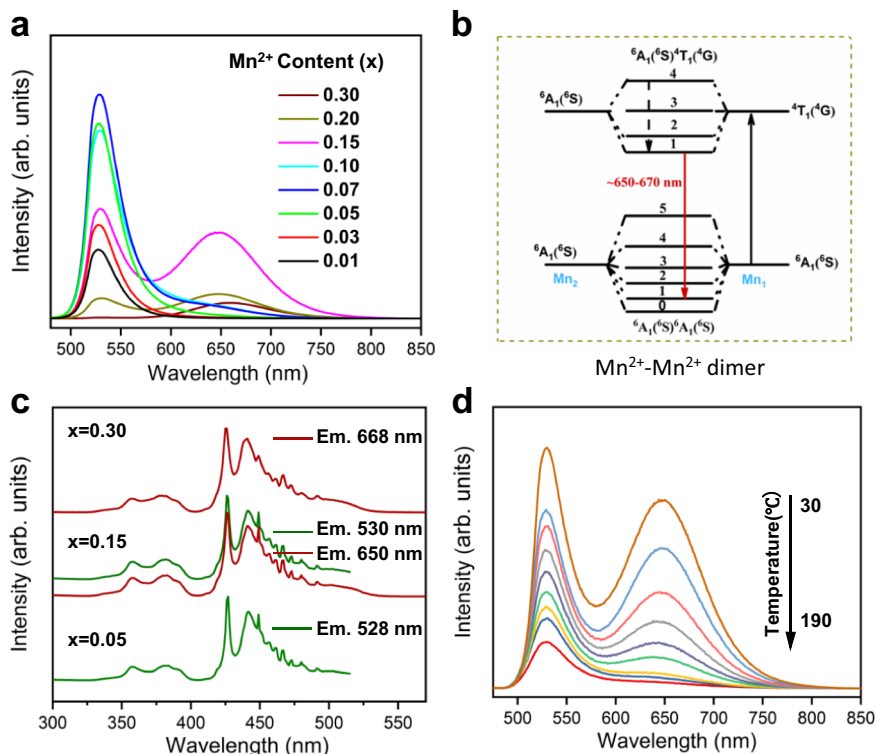 a
Mn²⁺ Content (x)
0.30
0.20
0.15
0.10
0.07
0.05
0.03
0.01
Intensity (arb. units)
500 550 600 650 700 750 800 850
Wavelength (nm)
b
⁶A₁(⁶S)⁴T₁(⁴G)
4
⁶A₁(⁶S)
3
⁴T₁(⁴G)
2
1
~650-670 nm
5
4
⁶A₁(⁶S)
3
⁶A₁(⁶S)
Mn₂
2
Mn₁
1
0
⁶A₁(⁶S)⁶A₁(⁶S)
Mn²⁺-Mn²⁺ dimer
c
x=0.30
Em. 668 nm
Em. 530 nm
x=0.15
Em. 650 nm
x=0.05
Em. 528 nm
Intensity (arb. units)
300 350 400 450 500 550
Wavelength (nm)
d
30
Temperature(℃)
190
Intensity (arb. units)
500 550 600 650 700 750 800 850
Wavelength (nm)